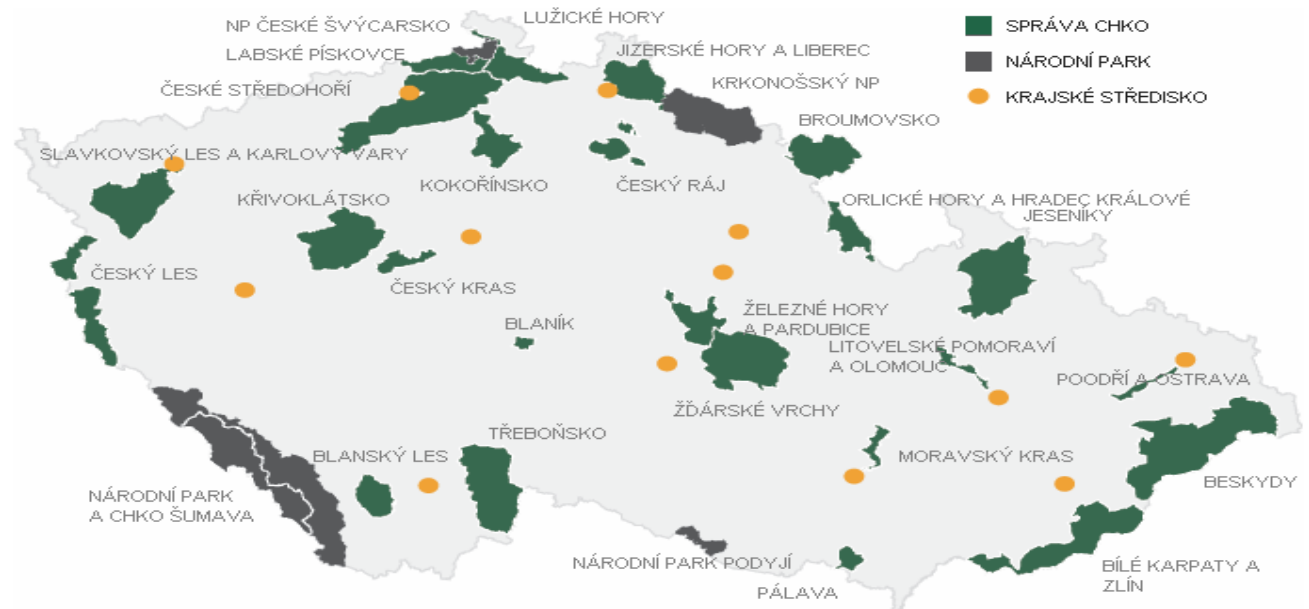 LUŽICKÉ HORY
NP ČESKÉ ŠVÝCARSKO
SPRÁVA CHKO
LABSKÉ PÍSKOVCE
JIZERSKÉ HORY A LIBEREC
NÁRODNÍ PARK
KRKONOŠSKÝ NP
ČESKÉ STŘEDOHOŘÍ
KRAJSKÉ STŘEDISKO
BROUMOVSKO
SLAVKOVSKÝ LES A KARLOVY VARY
KOKOŘÍNSKO
ČESKÝ RÁJ
KŘIVOKLÁTSKO
ORLICKÉ HORY A HRADEC KRÁLOVÉ
JESENÍKY
ČESKÝ LES
ČESKÝ KRAS
ŽELEZNÉ HORY
A PARDUBICE
BLANÍK
LITOVELSKÉ POMORAVÍ
A OLOMOUC
POODŘÍ A OSTRAVA
ŽĎÁRSKÉ VRCHY
TŘEBOŇSKO
BLANSKÝ LES
MORAVSKÝ KRAS
BESKYDY
NÁRODNÍ PARK
A CHKO ŠUMAVA
NÁRODNÍ PARK PODYJÍ
PÁLAVA
BÍLÉ KARPATY A
ZLÍN